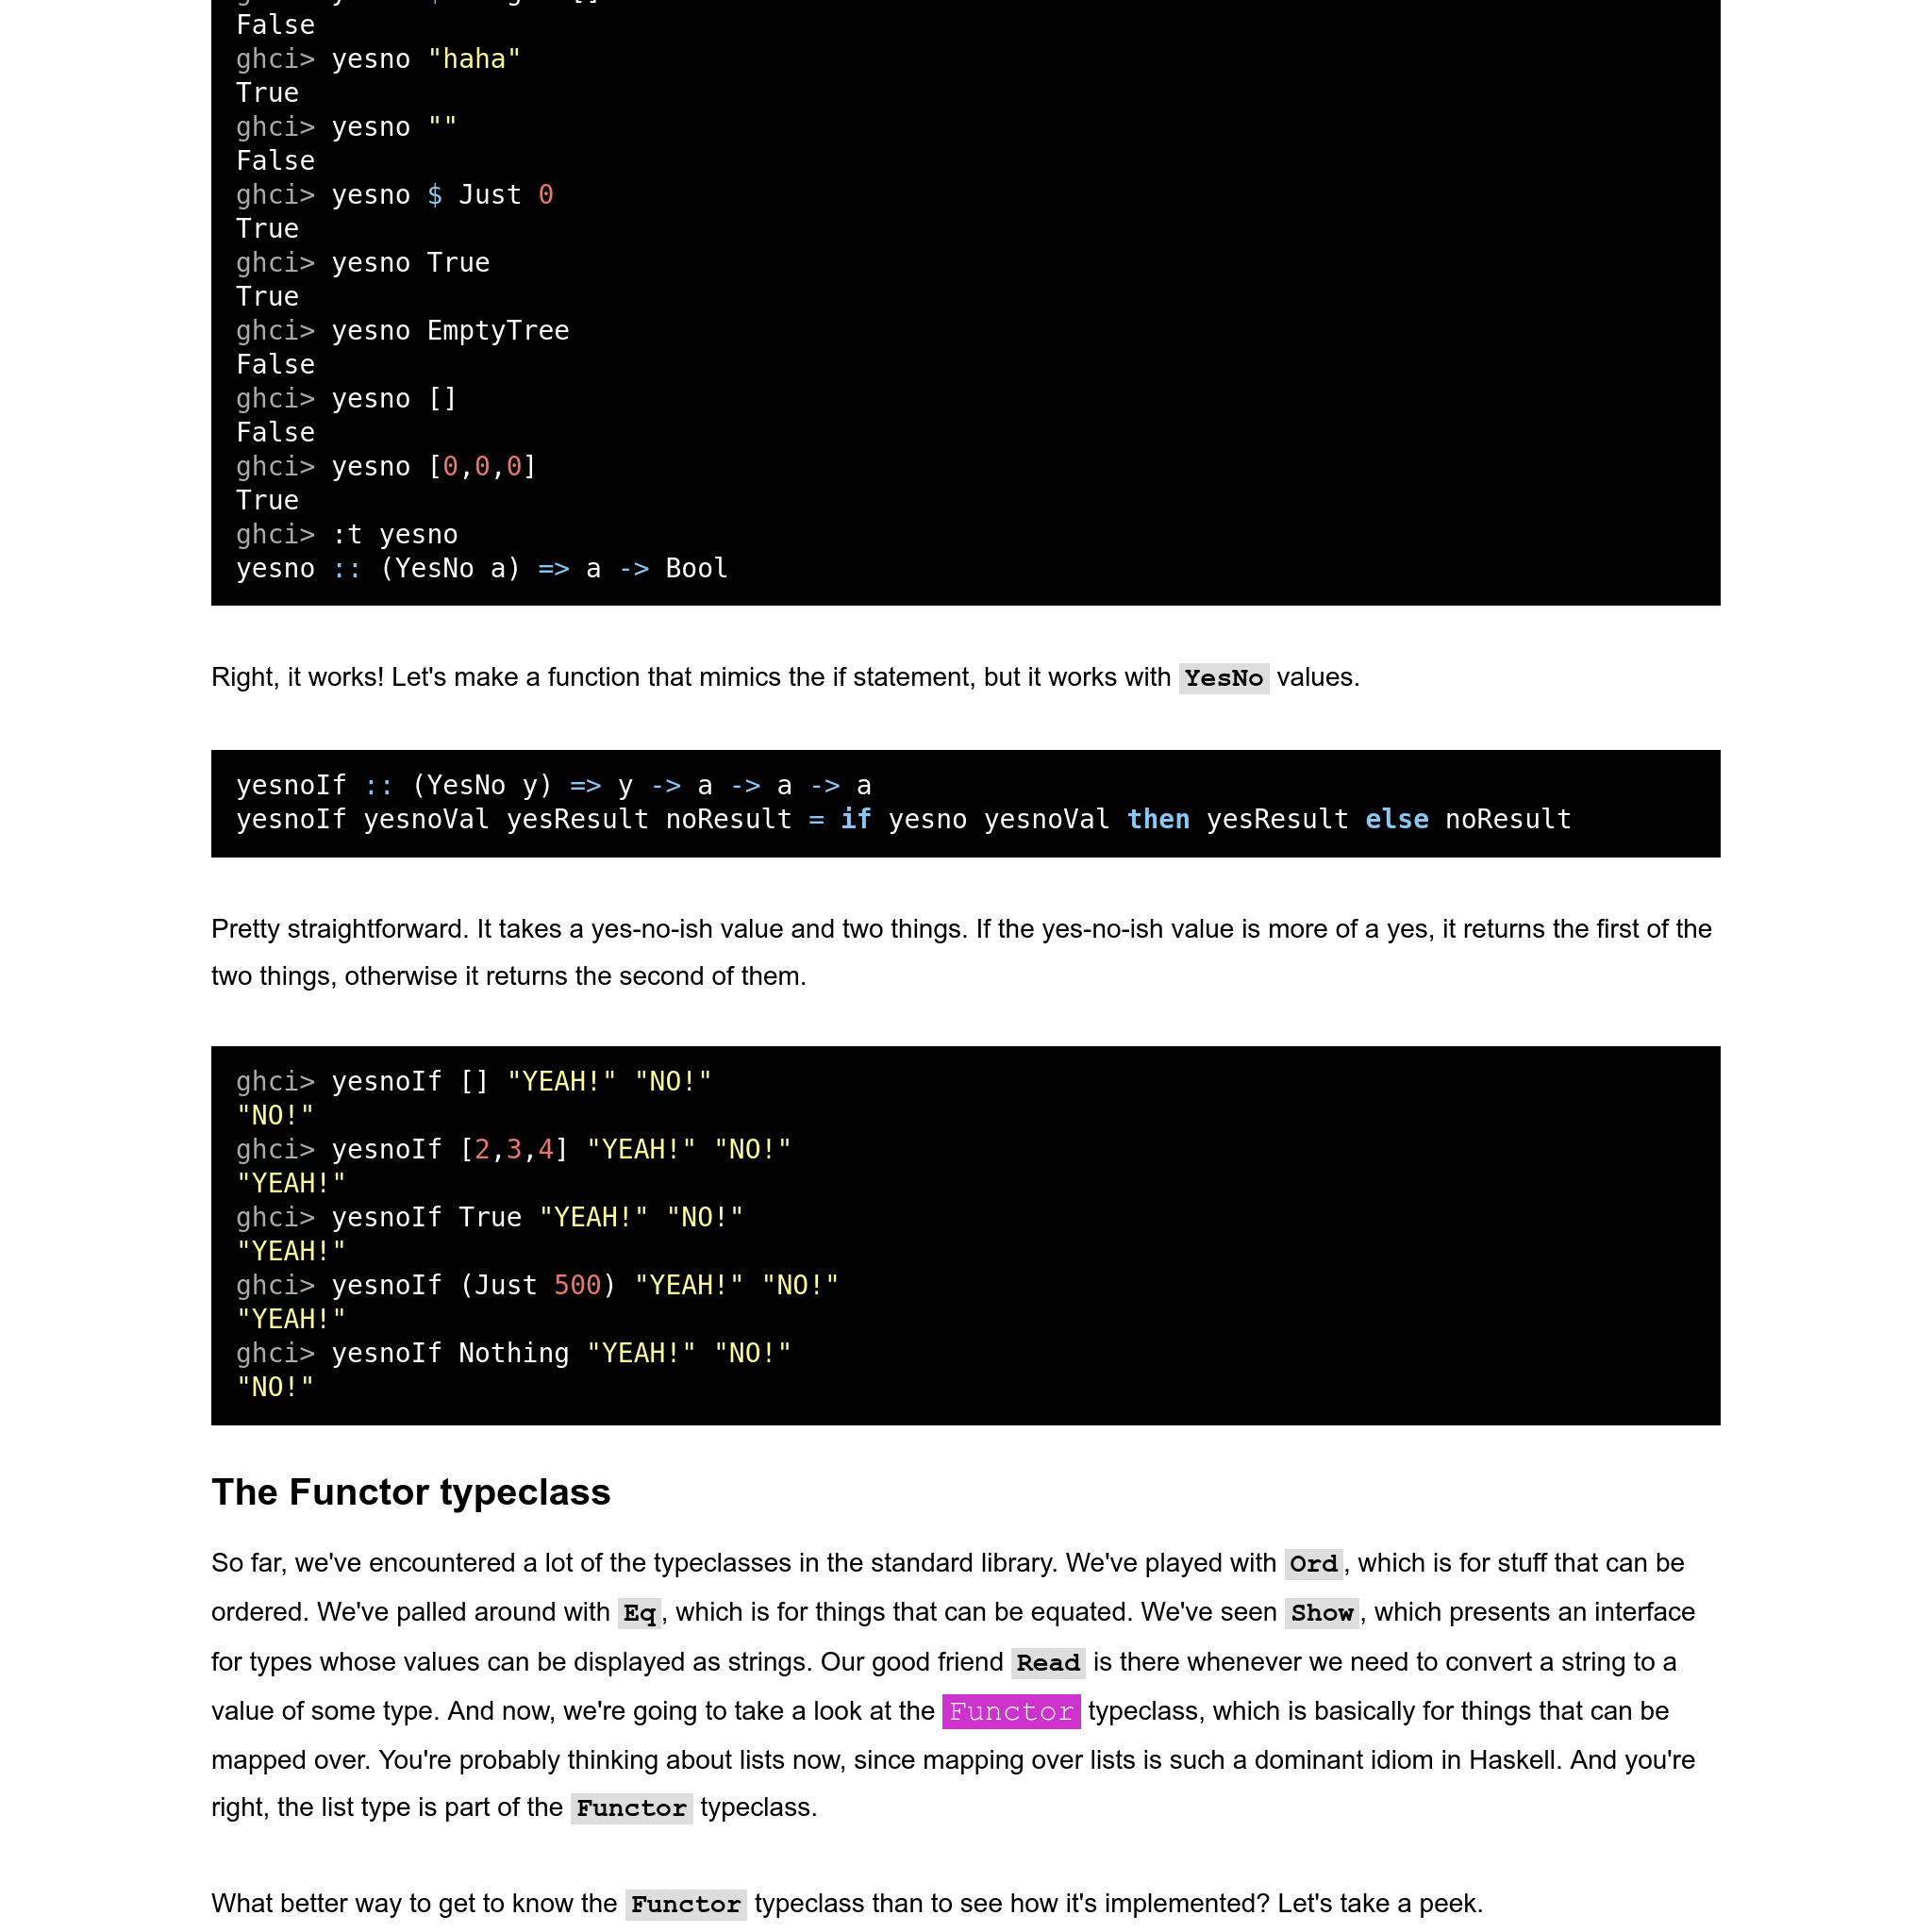 False
ghci> yesno "haha"
True
ghci> yesno ""
False
ghci> yesno $ Just 0
True
ghci> yesno True
True
ghci> yesno EmptyTree
False
ghci> yesno []
False
ghci> yesno [0,0,0]
True
ghci> :t yesno
yesno :: (YesNo a) => a -> Bool
Right, it works! Let's make a function that mimics the if statement, but it works with YesNo values.
yesnoIf :: (YesNo y) => y -> a -> a -> a
yesnoIf yesnoVal yesResult noResult = if yesno yesnoVal then yesResult else noResult
Pretty straightforward. It takes a yes-no-ish value and two things. If the yes-no-ish value is more of a yes, it returns the first of the
two things, otherwise it returns the second of them.
ghci> yesnoIf [] "YEAH!" "NO!"
"NO!"
ghci> yesnoIf [2,3,4] "YEAH!" "NO!"
"YEAH!"
ghci> yesnoIf True "YEAH!" "NO!"
"YEAH!"
ghci> yesnoIf (Just 500) "YEAH!" "NO!"
"YEAH!"
ghci> yesnoIf Nothing "YEAH!" "NO!"
"NO!"
The Functor typeclass
So far, we've encountered a lot of the typeclasses in the standard library. We've played with Ord, which is for stuff that can be
ordered. We've palled around with Eq, which is for things that can be equated. We've seen Show, which presents an interface
for types whose values can be displayed as strings. Our good friend Read is there whenever we need to convert a string to a
value of some type. And now, we're going to take a look at the Functor typeclass, which is basically for things that can be
mapped over. You're probably thinking about lists now, since mapping over lists is such a dominant idiom in Haskell. And you're
right, the list type is part of the Functor typeclass.
What better way to get to know the Functor typeclass than to see how it's implemented? Let's take a peek.